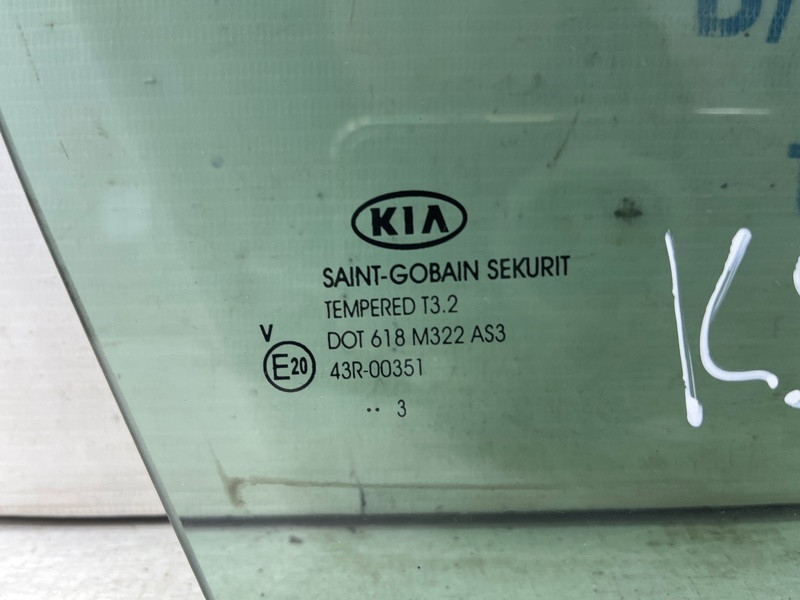 KIA
SAINT-GOBAIN SEKURIT
TEMPERED T3.2
DOT 618 M322 AS3
V
E20
43R-00351
.. 3